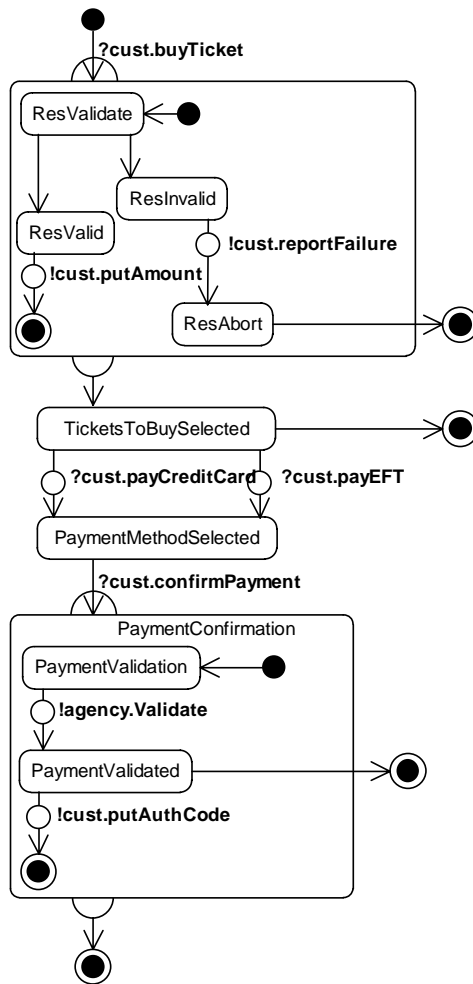 ?cust.buyTicket
ResValidate
ResInvalid
ResValid
!cust.reportFailure
!cust.putAmount
ResAbort
TicketsToBuySelected
?cust.payCreditCard ?cust.payEFT
PaymentMethodSelected
?cust.confirmPayment
PaymentConfirmation
PaymentValidation
!agency.Validate
PaymentValidated
!cust.putAuthCode